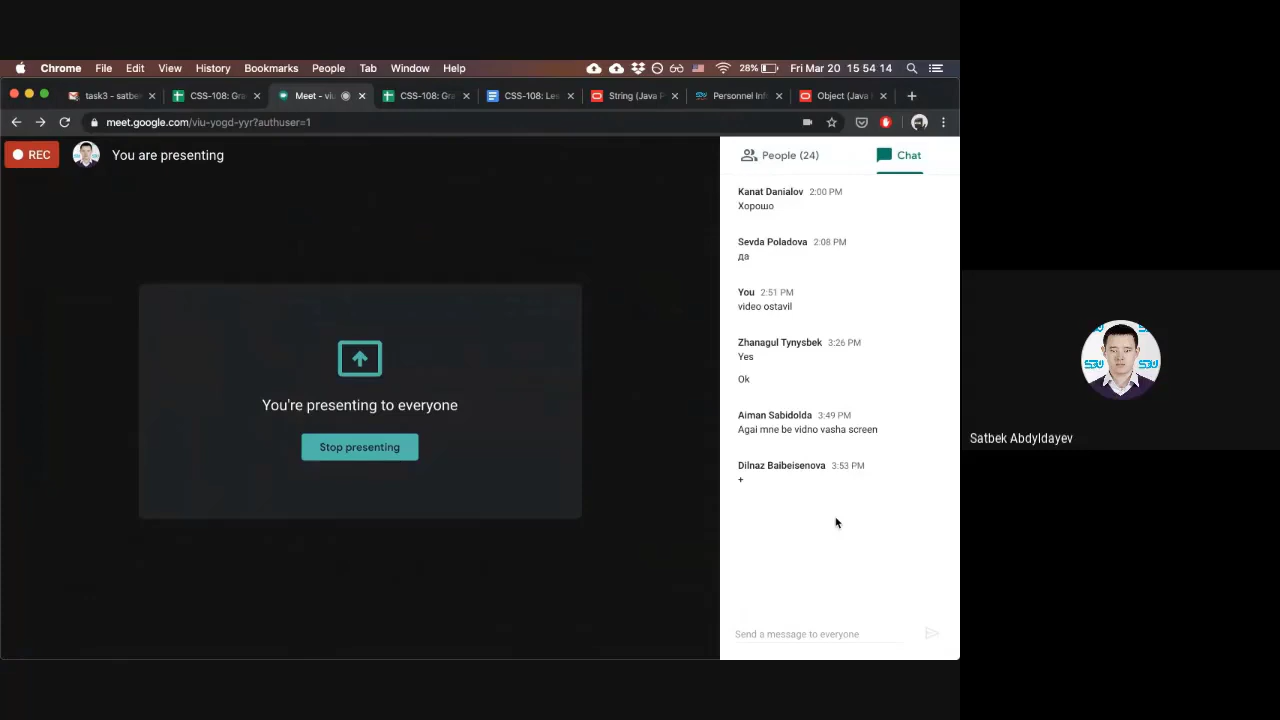 Chrome File Edit View History Bookmarks People Tab Window Help 28% Fri Mar 20 15 54 14
task3 - satbe CSS-108: Gra Meet - viu CSS-108: Gra CSS-108: Les String (Java P Personnel Inf Object (Java
meet.google.com/viu-yogd-yyr?authuser=1
REC You are presenting
People (24) Chat
Kanat Danialov 2:00 PM
Хорошо
Sevda Poladova 2:08 PM
да
You 2:51 PM
video ostavil
Zhanagul Tynysbek 3:26 PM
Yes
Ok
Aiman Sabidolda 3:49 PM
Agai mne be vidno vasha screen
Dilnaz Baibeisenova 3:53 PM
+
You're presenting to everyone
Stop presenting
Send a message to everyone
SDU SDU
Satbek Abdyldayev